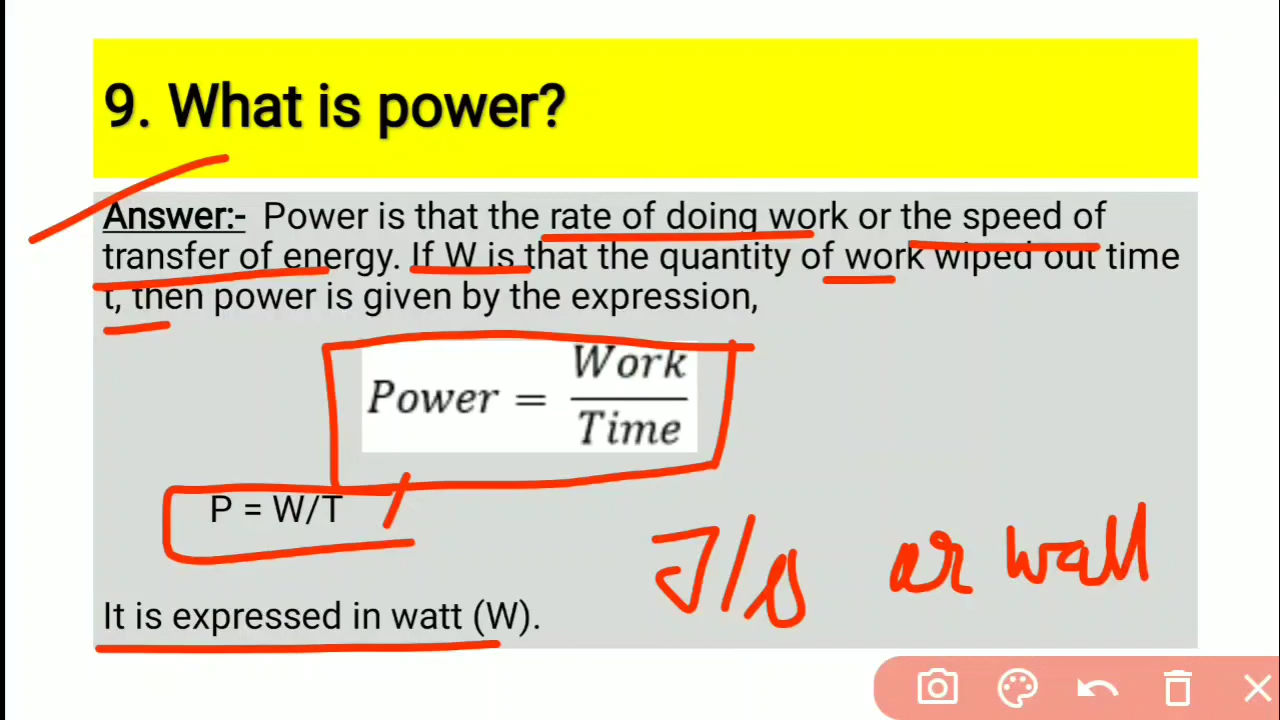 9. What is power?
Answer:- Power is that the rate of doing work or the speed of
transfer of energy. If W is that the quantity of work wiped out time
t, then power is given by the expression,
Power = Work
Time
P = W/T
J/s or watt
It is expressed in watt (W).